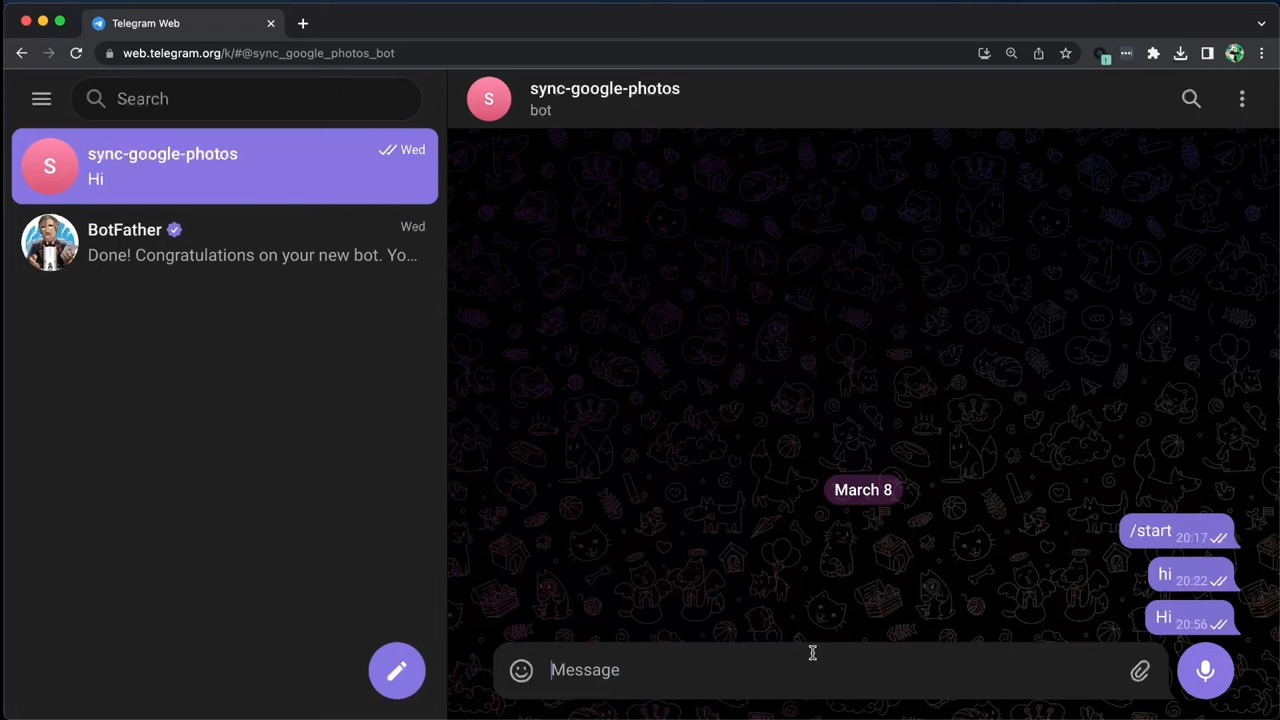 Telegram Web
web.telegram.org/k/#@sync_google_photos_bot
Search
S
sync-google-photos
Wed
Hi
BotFather
Wed
Done! Congratulations on your new bot. Yo...
S
sync-google-photos
bot
March 8
/start 20:17
hi 20:22
Hi 20:56
Message